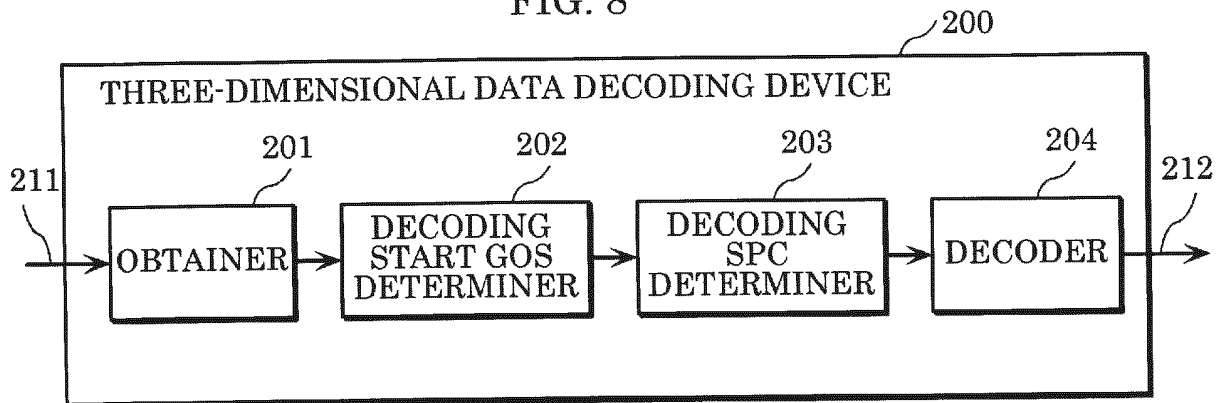 FIG. 8
200
THREE-DIMENSIONAL DATA DECODING DEVICE
201
202
203
204
211
212
OBTAINER
DECODING
START GOS
DETERMINER
DECODING
SPC
DETERMINER
DECODER